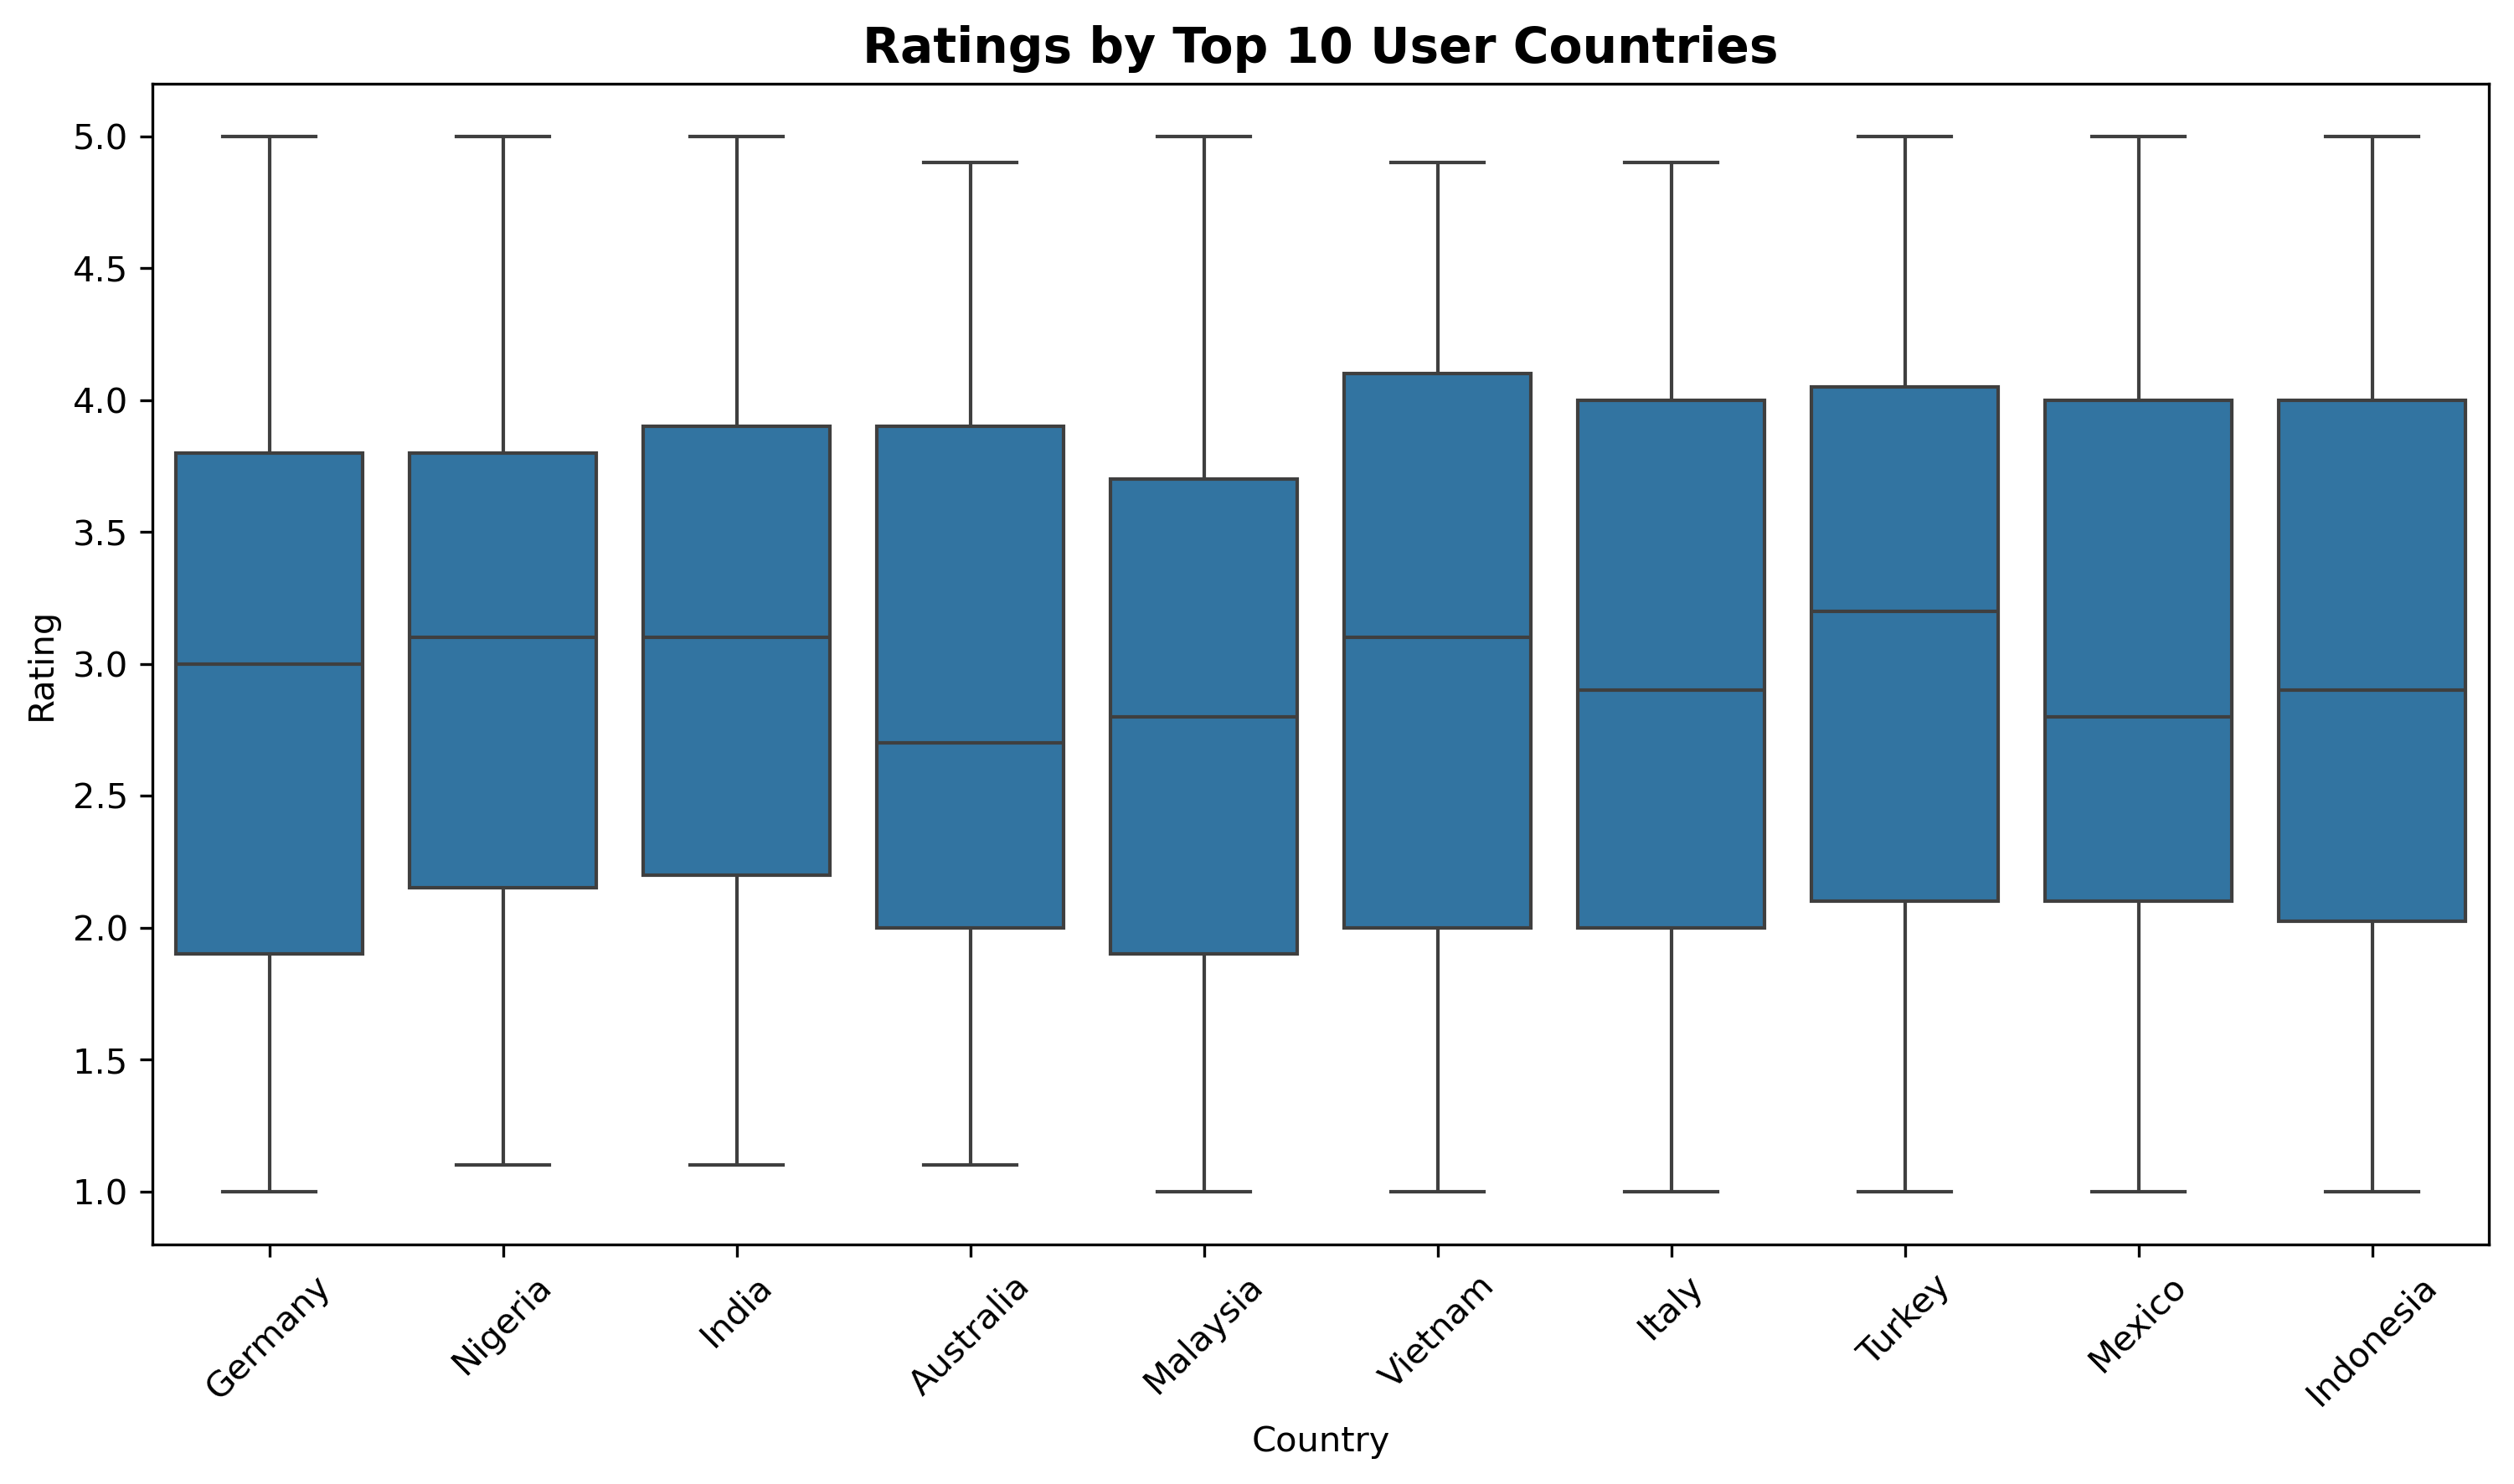 Ratings by Top 10 User Countries
5.0
4.5
4.0
3.5
3.0
2.5
2.0
1.5
1.0
Rating
Germany
Nigeria
India
Australia
Malaysia
Vietnam
Italy
Turkey
Mexico
Indonesia
Country